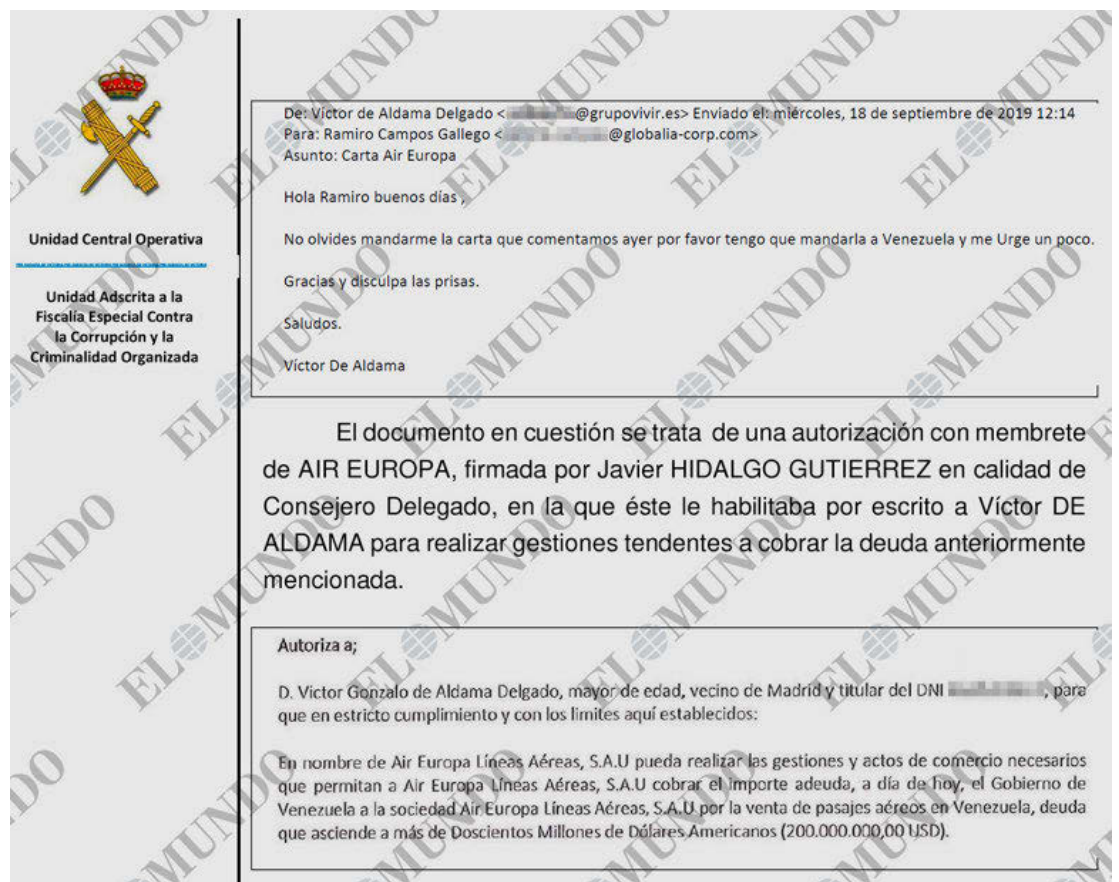 Unidad Central Operativa
Unidad Adscrita a la
Fiscalía Especial Contra
la Corrupción y la
Criminalidad Organizada
De: Víctor de Aldama Delgado < @grupovivir.es> Enviado el: miércoles, 18 de septiembre de 2019 12:14
Para: Ramiro Campos Gallego < @globalia-corp.com>
Asunto: Carta Air Europa
Hola Ramiro buenos días ,
No olvides mandarme la carta que comentamos ayer por favor tengo que mandarla a Venezuela y me Urge un poco.
Gracias y disculpa las prisas.
Saludos.
Víctor De Aldama
El documento en cuestión se trata de una autorización con membrete
de AIR EUROPA, firmada por Javier HIDALGO GUTIERREZ en calidad de
Consejero Delegado, en la que éste le habilitaba por escrito a Víctor DE
ALDAMA para realizar gestiones tendentes a cobrar la deuda anteriormente
mencionada.
Autoriza a;
D. Victor Gonzalo de Aldama Delgado, mayor de edad, vecino de Madrid y titular del DNI , para
que en estricto cumplimiento y con los limites aquí establecidos:
En nombre de Air Europa Líneas Aéreas, S.A.U pueda realizar las gestiones y actos de comercio necesarios
que permitan a Air Europa Líneas Aéreas, S.A.U cobrar el importe adeuda, a día de hoy, el Gobierno de
Venezuela a la sociedad Air Europa Líneas Aéreas, S.A.U por la venta de pasajes aéreos en Venezuela, deuda
que asciende a más de Doscientos Millones de Dólares Americanos (200.000.000,00 USD).
EL MUNDO